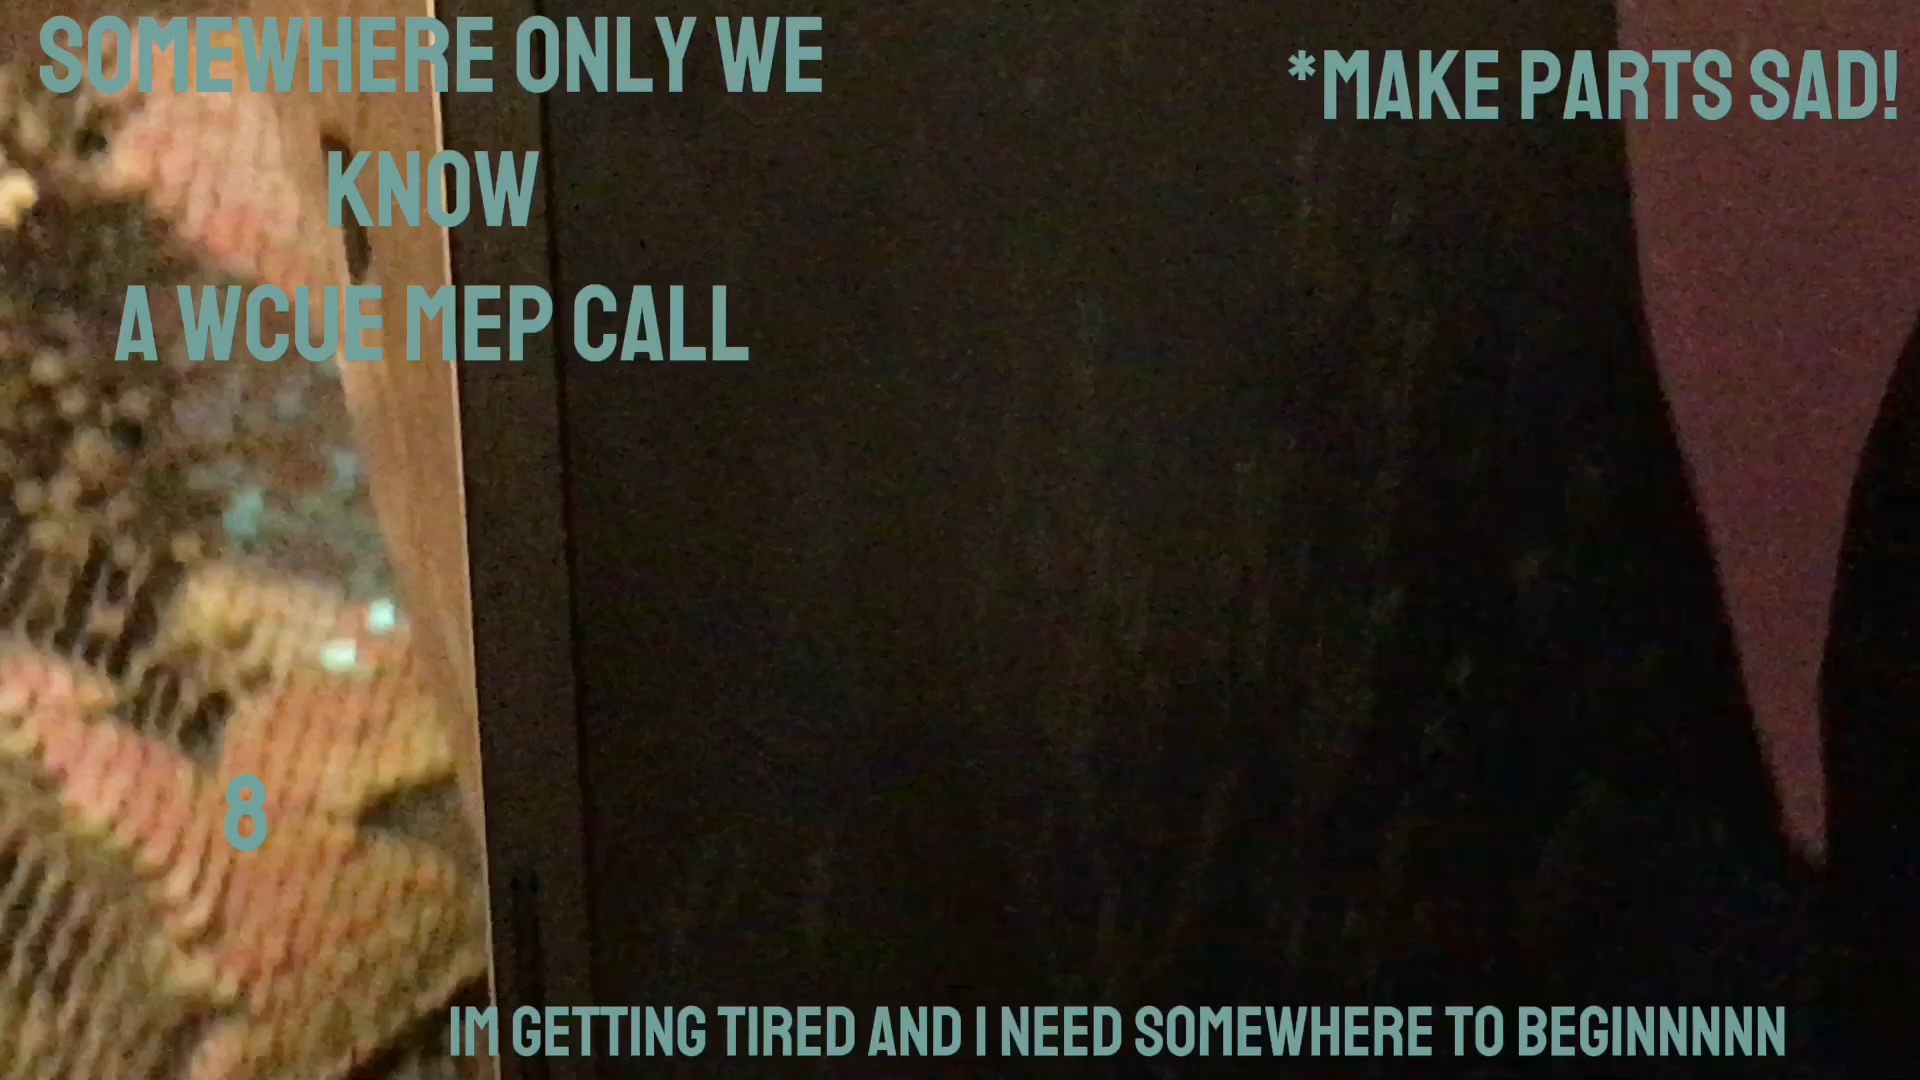 SOMEWHERE ONLY WE
KNOW
A WCUE MEP CALL
*MAKE PARTS SAD!
8
IM GETTING TIRED AND I NEED SOMEWHERE TO BEGINNNNN